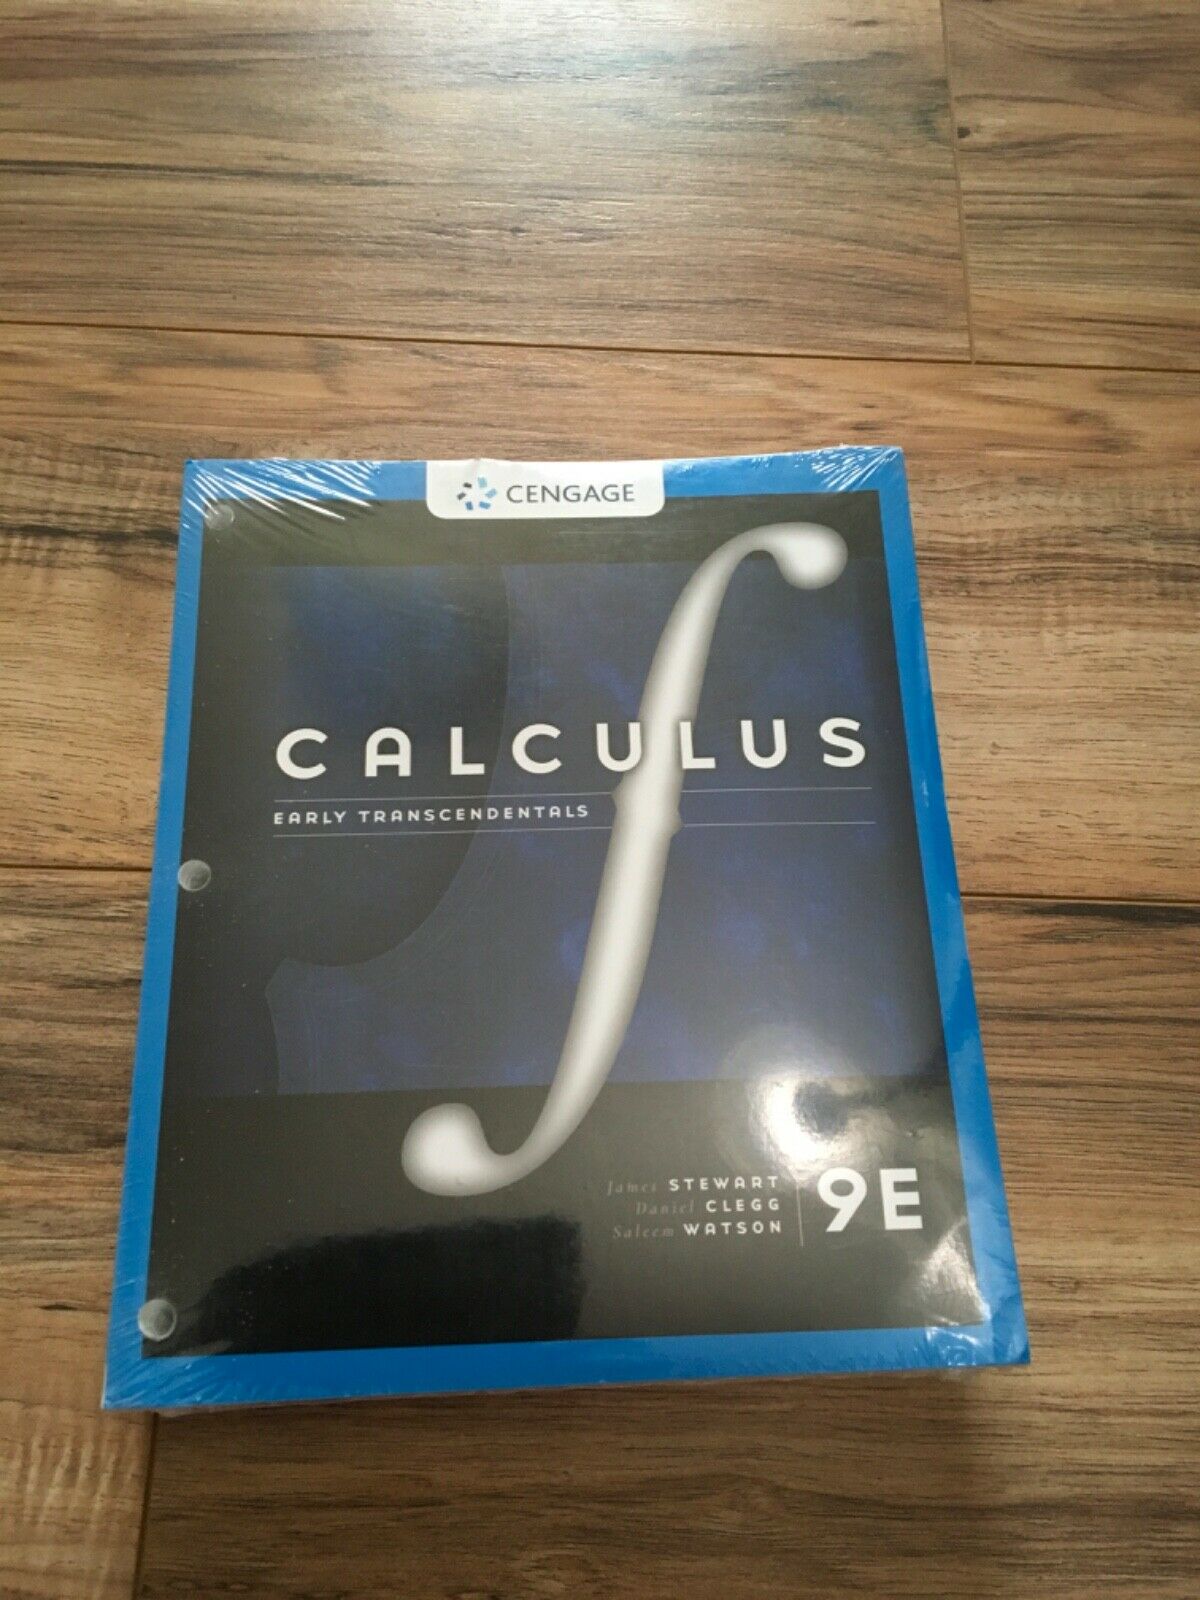 CENGAGE
CALCULUS
EARLY TRANSCENDENTALS
James STEWART
Daniel CLEGG
Saleem WATSON
9E